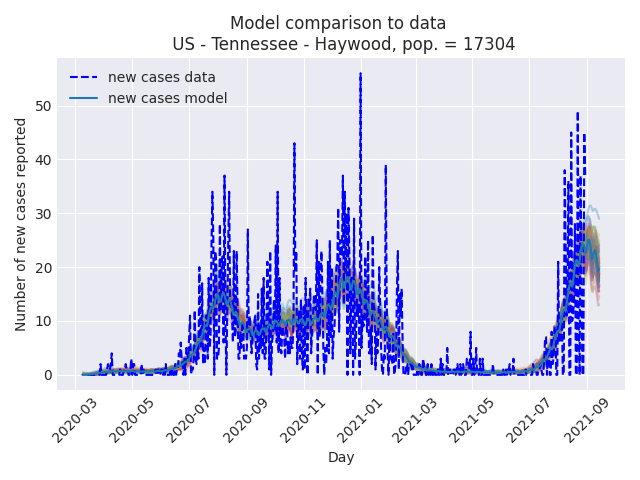 Model comparison to data
US - Tennessee - Haywood, pop. = 17304
new cases data
new cases model
Number of new cases reported
50
40
30
20
10
0
2020-03
2020-05
2020-07
2020-09
2020-11
2021-01
2021-03
2021-05
2021-07
2021-09
Day